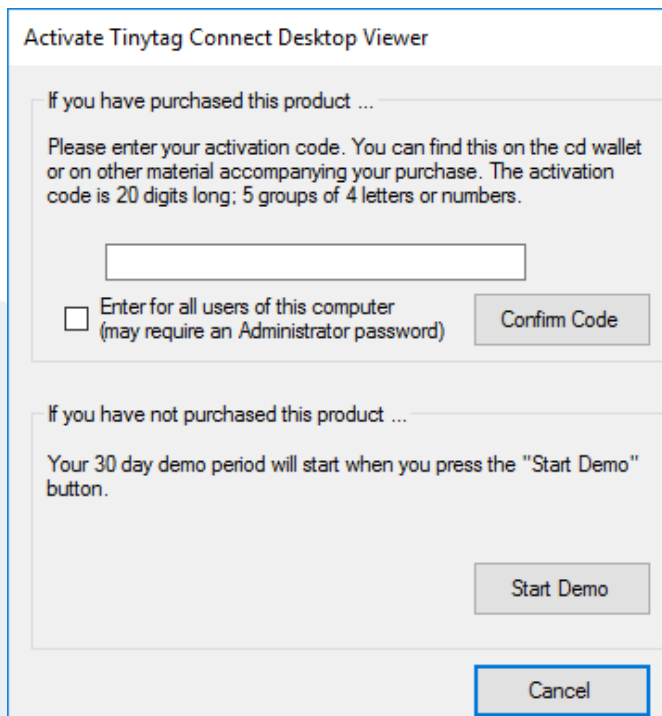 Activate Tinytag Connect Desktop Viewer
If you have purchased this product ...
Please enter your activation code. You can find this on the cd wallet
or on other material accompanying your purchase. The activation
code is 20 digits long; 5 groups of 4 letters or numbers.
Enter for all users of this computer
(may require an Administrator password)
Confirm Code
If you have not purchased this product ...
Your 30 day demo period will start when you press the "Start Demo"
button.
Start Demo
Cancel